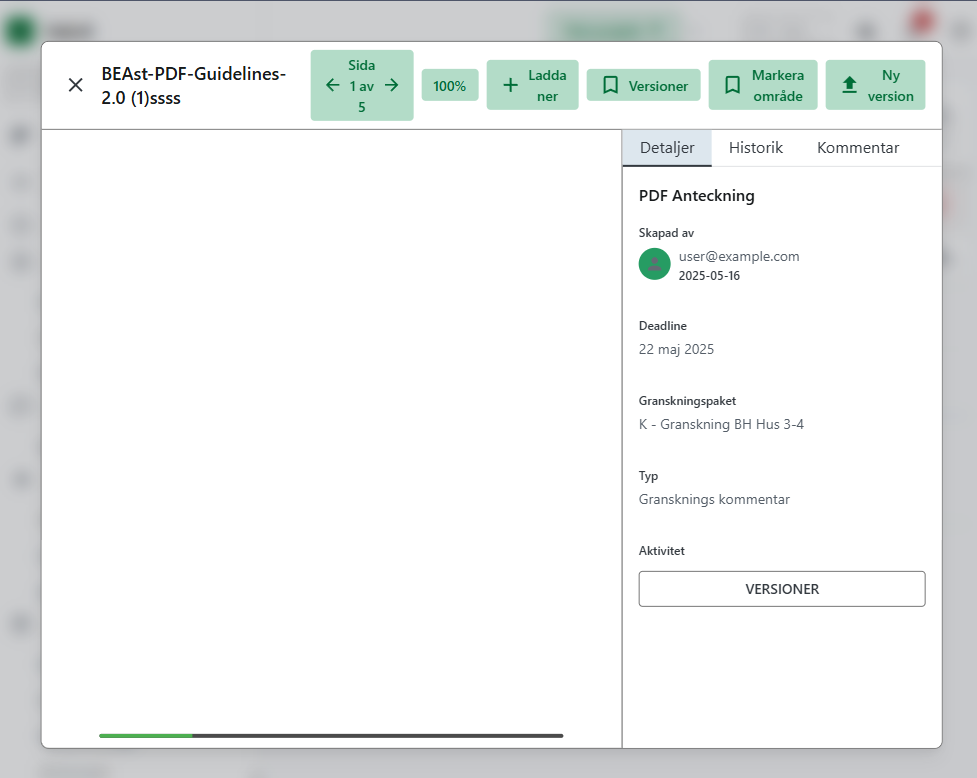 BEAst-PDF-Guidelines-
2.0 (1)ssss
Sida
1 av
5
100%
Ladda
ner
Versioner
Markera
område
Ny
version
Detaljer
Historik
Kommentar
PDF Anteckning
Skapad av
user@example.com
2025-05-16
Deadline
22 maj 2025
Granskningspaket
K - Granskning BH Hus 3-4
Typ
Gransknings kommentar
Aktivitet
VERSIONER